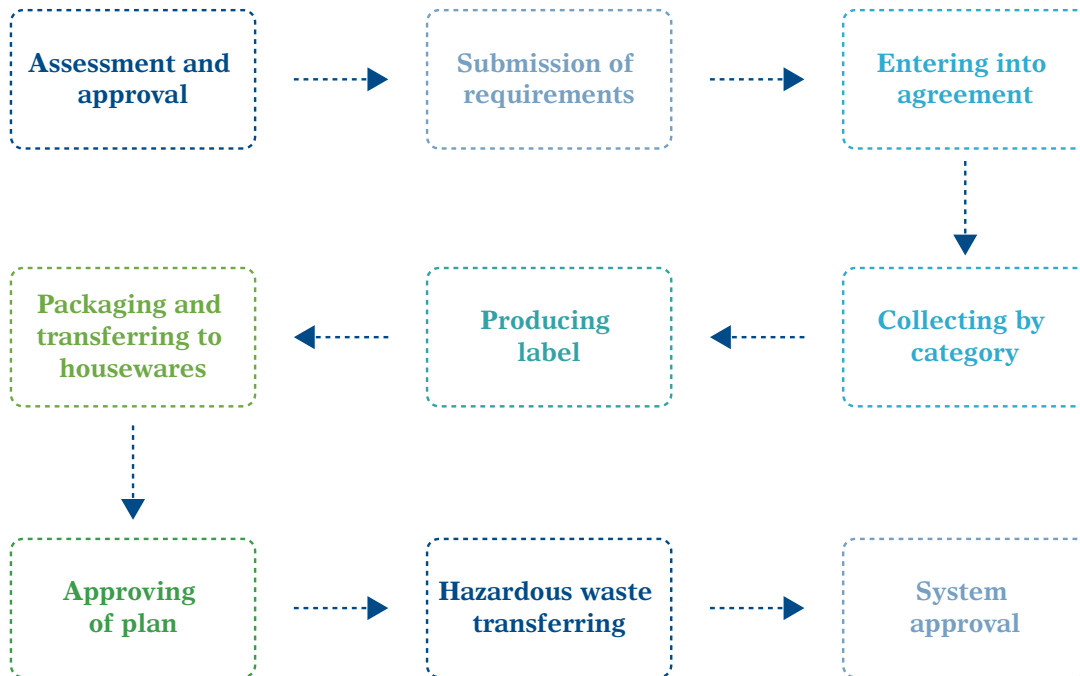 Assessment and
approval
Submission of
requirements
Entering into
agreement
Packaging and
transferring to
housewares
Producing
label
Collecting by
category
Approving
of plan
Hazardous waste
transferring
System
approval